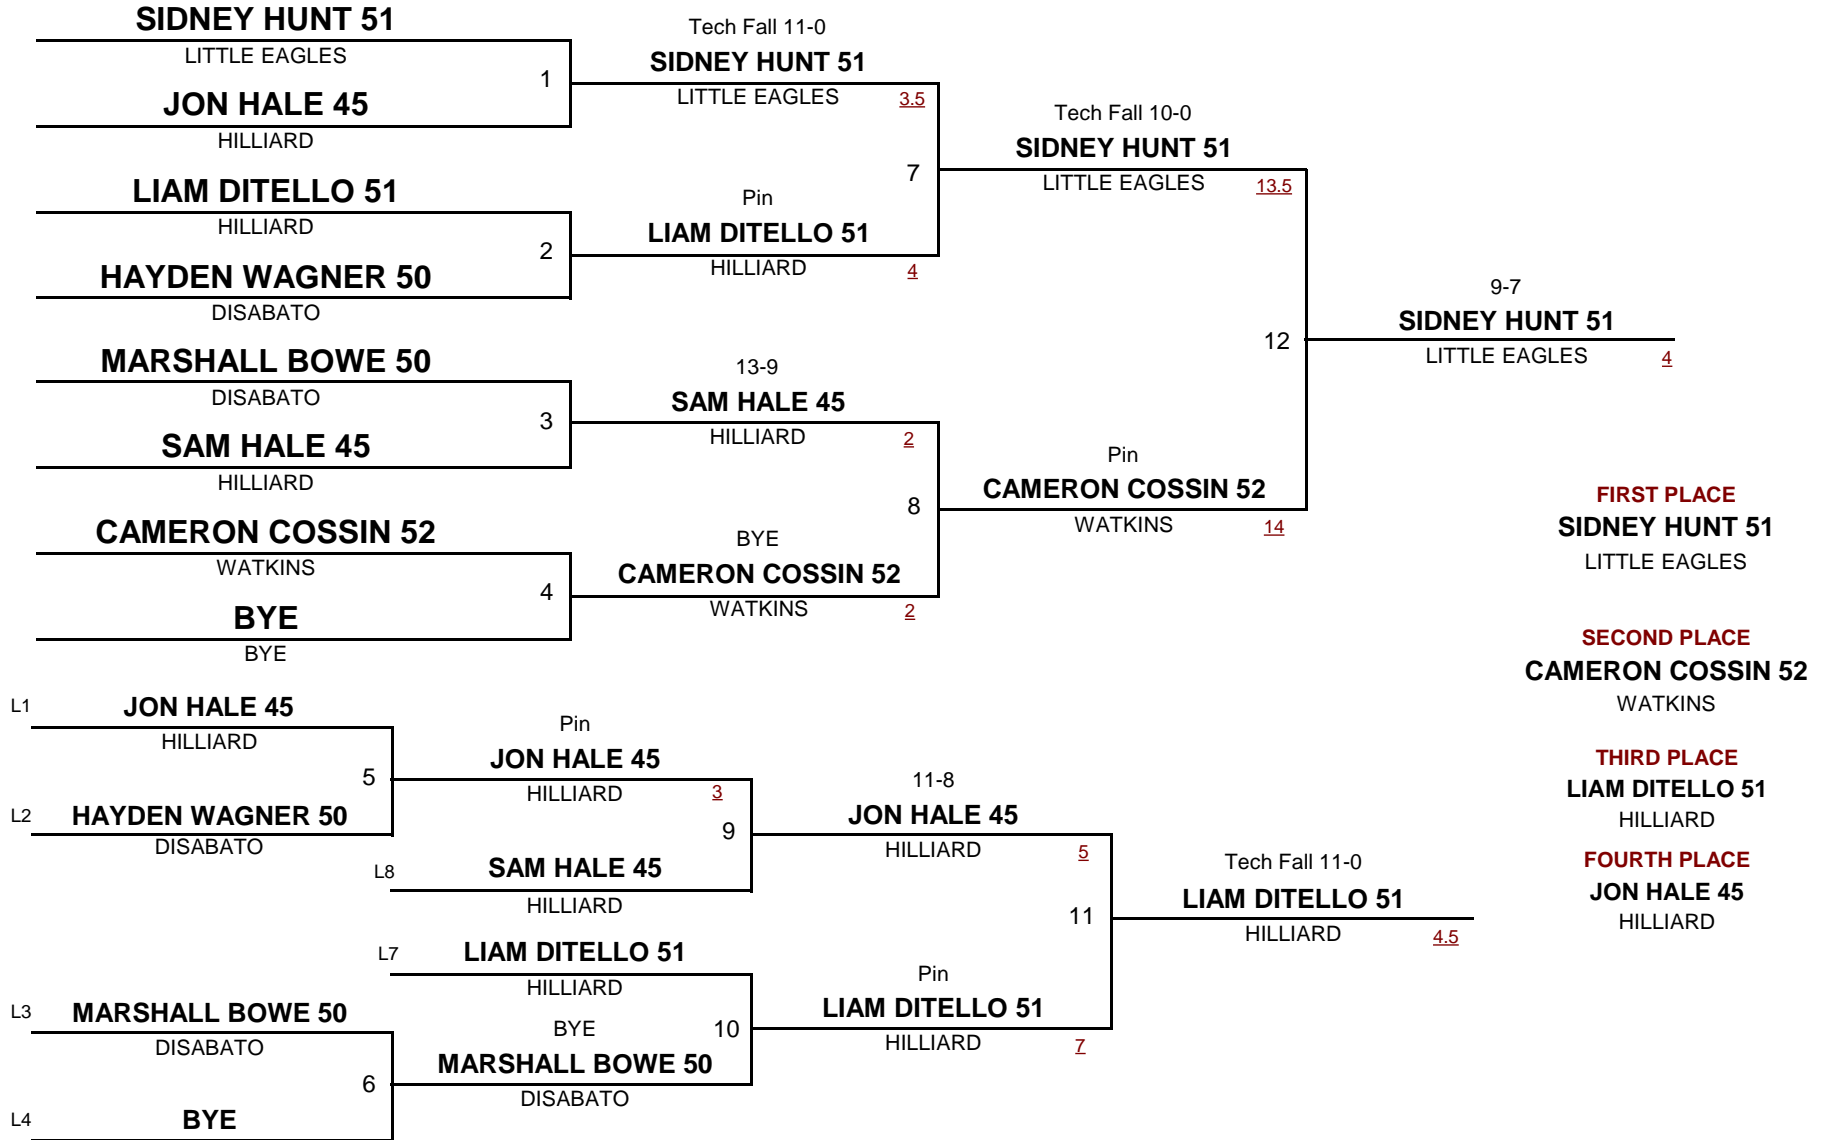 SIDNEY HUNT 51
LITTLE EAGLES
1
JON HALE 45
HILLIARD
LIAM DITELLO 51
HILLIARD
2
HAYDEN WAGNER 50
DISABATO
MARSHALL BOWE 50
DISABATO
3
SAM HALE 45
HILLIARD
CAMERON COSSIN 52
WATKINS
4
BYE
BYE
Tech Fall 11-0
SIDNEY HUNT 51
LITTLE EAGLES 3.5
7
Pin
LIAM DITELLO 51
HILLIARD 4
13-9
SAM HALE 45
HILLIARD 2
8
BYE
CAMERON COSSIN 52
WATKINS 2
Tech Fall 10-0
SIDNEY HUNT 51
LITTLE EAGLES 13.5
12
Pin
CAMERON COSSIN 52
WATKINS 14
9-7
SIDNEY HUNT 51
LITTLE EAGLES 4
FIRST PLACE
SIDNEY HUNT 51
LITTLE EAGLES
SECOND PLACE
CAMERON COSSIN 52
WATKINS
THIRD PLACE
LIAM DITELLO 51
HILLIARD
FOURTH PLACE
JON HALE 45
HILLIARD
L1 JON HALE 45
HILLIARD
5
L2 HAYDEN WAGNER 50
DISABATO
L3 MARSHALL BOWE 50
DISABATO
6
L4 BYE
Pin
JON HALE 45
HILLIARD 3
9
L8 SAM HALE 45
HILLIARD
L7 LIAM DITELLO 51
HILLIARD
BYE 10
MARSHALL BOWE 50
DISABATO
11-8
JON HALE 45
HILLIARD 5
11
Pin
LIAM DITELLO 51
HILLIARD 7
Tech Fall 11-0
LIAM DITELLO 51
HILLIARD 4.5